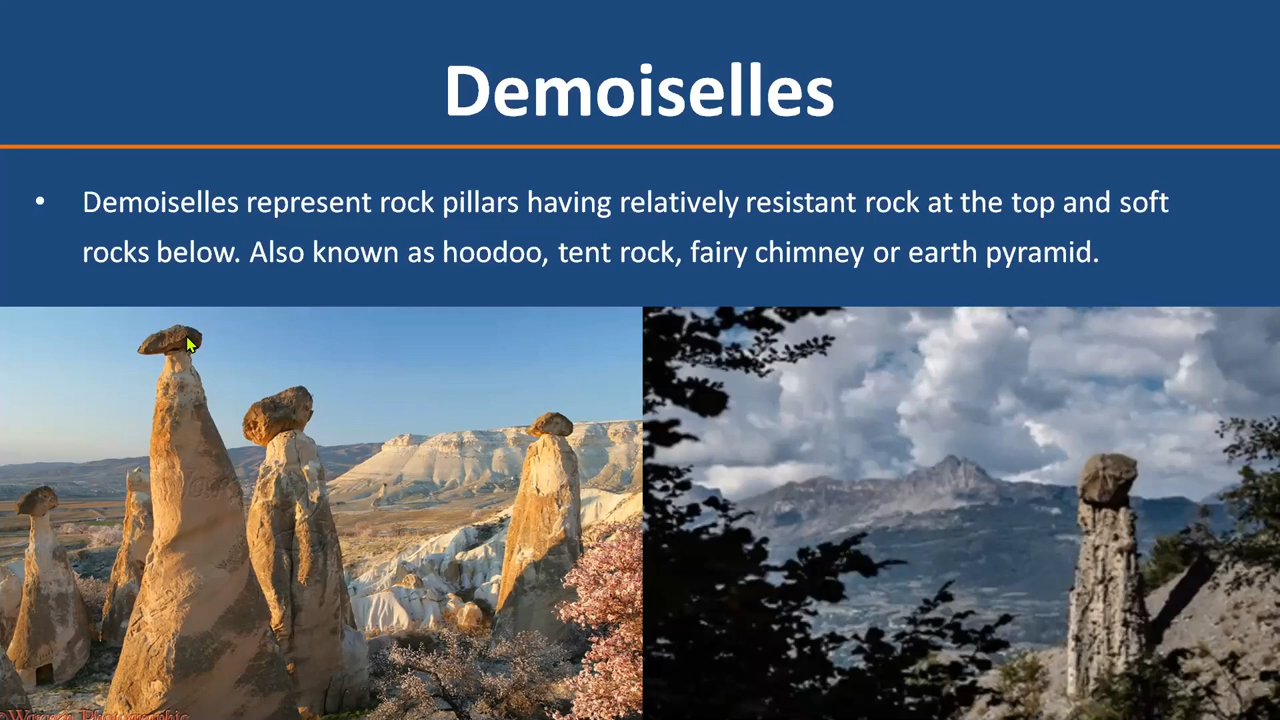 Demoiselles
• Demoiselles represent rock pillars having relatively resistant rock at the top and soft
rocks below. Also known as hoodoo, tent rock, fairy chimney or earth pyramid.